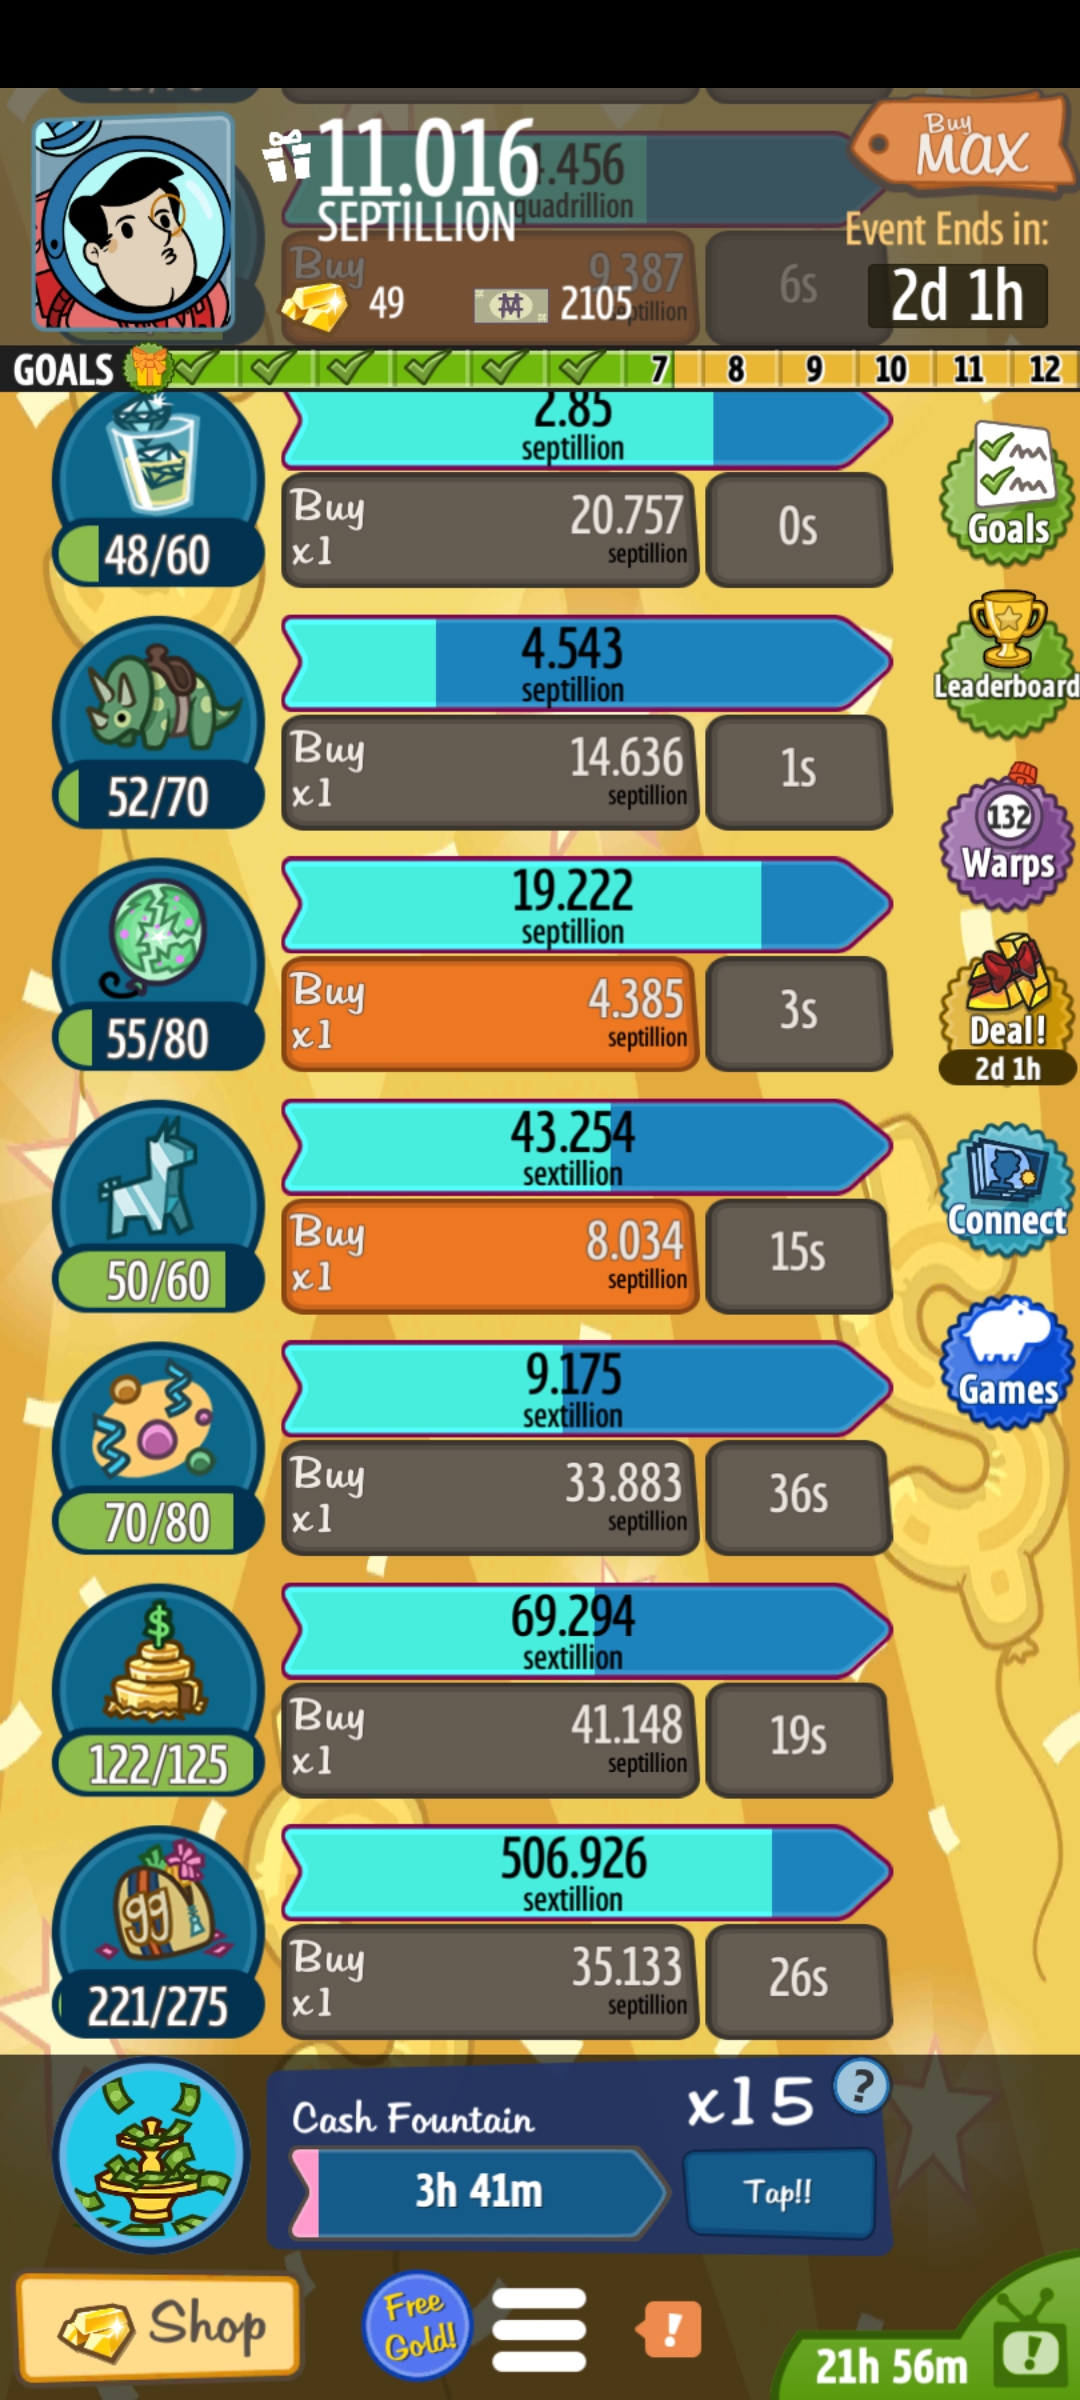 11.016
SEPTILLION
4.456
quadrillion
Buy
MAX
Event Ends in:
2d 1h
Buy
9.387
septillion
6s
49
2105
GOALS
7 8 9 10 11 12
2.85
septillion
48/60
Buy
x1
20.757
septillion
0s
Goals
4.543
septillion
52/70
Buy
x1
14.636
septillion
1s
Leaderboard
19.222
septillion
55/80
Buy
x1
4.385
septillion
3s
132
Warps
Deal!
2d 1h
43.254
sextillion
50/60
Buy
x1
8.034
septillion
15s
Connect
9.175
sextillion
70/80
Buy
x1
33.883
septillion
36s
Games
$
69.294
sextillion
122/125
Buy
x1
41.148
septillion
19s
gg
506.926
sextillion
221/275
Buy
x1
35.133
septillion
26s
Cash Fountain
x15
?
3h 41m
Tap!!
Shop
Free
Gold!
!
21h 56m
!